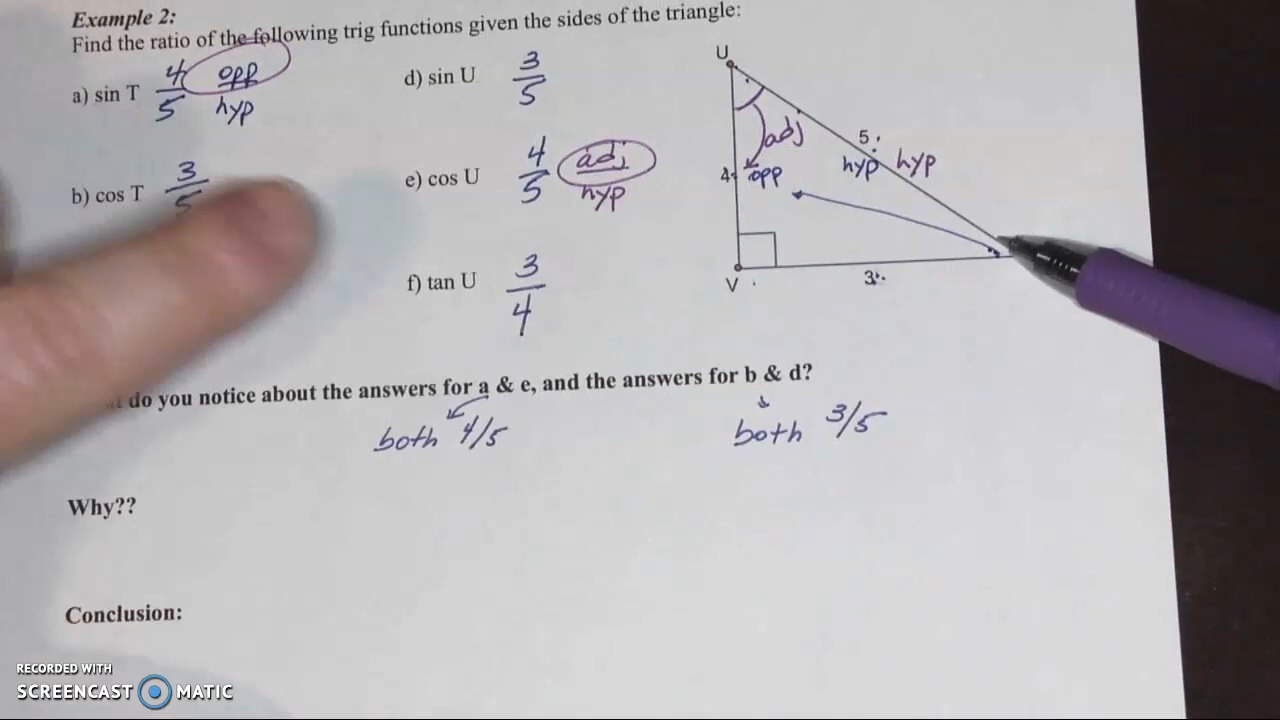 Example 2:
Find the ratio of the following trig functions given the sides of the triangle:
a) sin T 4/5 opp/hyp
d) sin U 3/5
b) cos T 3/5
e) cos U 4/5 adj/hyp
f) tan U 3/4
U
adj
5
hyp hyp
4 opp
V
3
do you notice about the answers for a & e, and the answers for b & d?
both 4/5
both 3/5
Why??
Conclusion:
RECORDED WITH
SCREENCAST MATIC